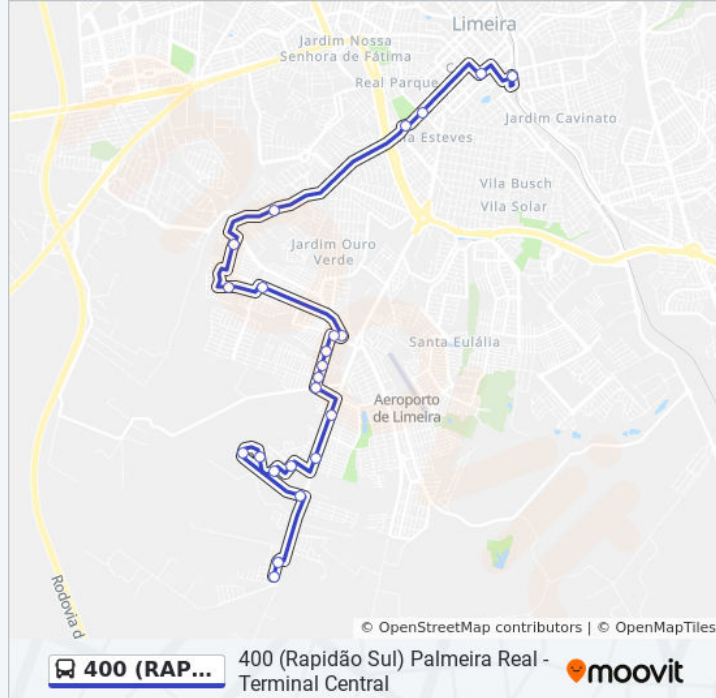 Limeira
Jardim Nossa
Senhora de Fátima
Real Parque
Jardim Cavinato
Esteves
Vila Busch
Vila Solar
Jardim Ouro
Verde
Santa Eulália
Aeroporto
de Limeira
Rodovia d
© OpenStreetMap contributors | © OpenMapTiles
400 (RAP...
400 (Rapidão Sul) Palmeira Real -
Terminal Central
moovit